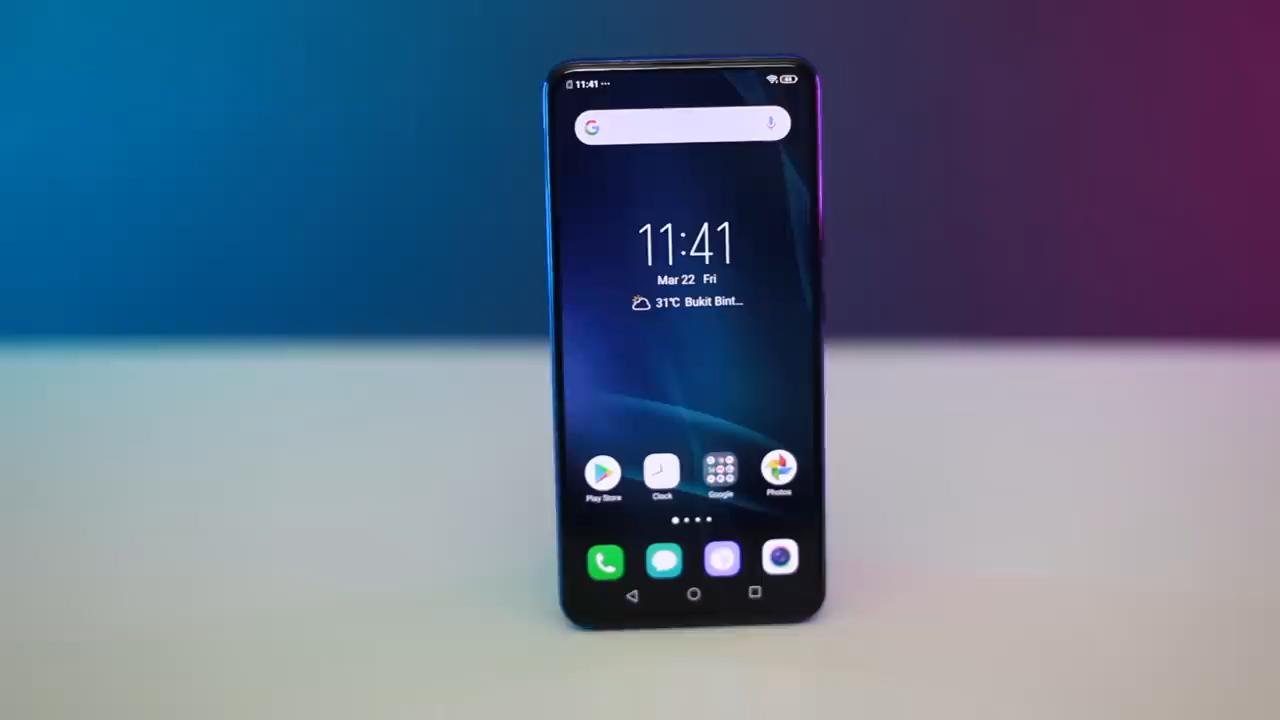 11:41 ...
11:41
Mar 22 Fri
31℃ Bukit Bint...
Play Store
Clock
Google
Photos